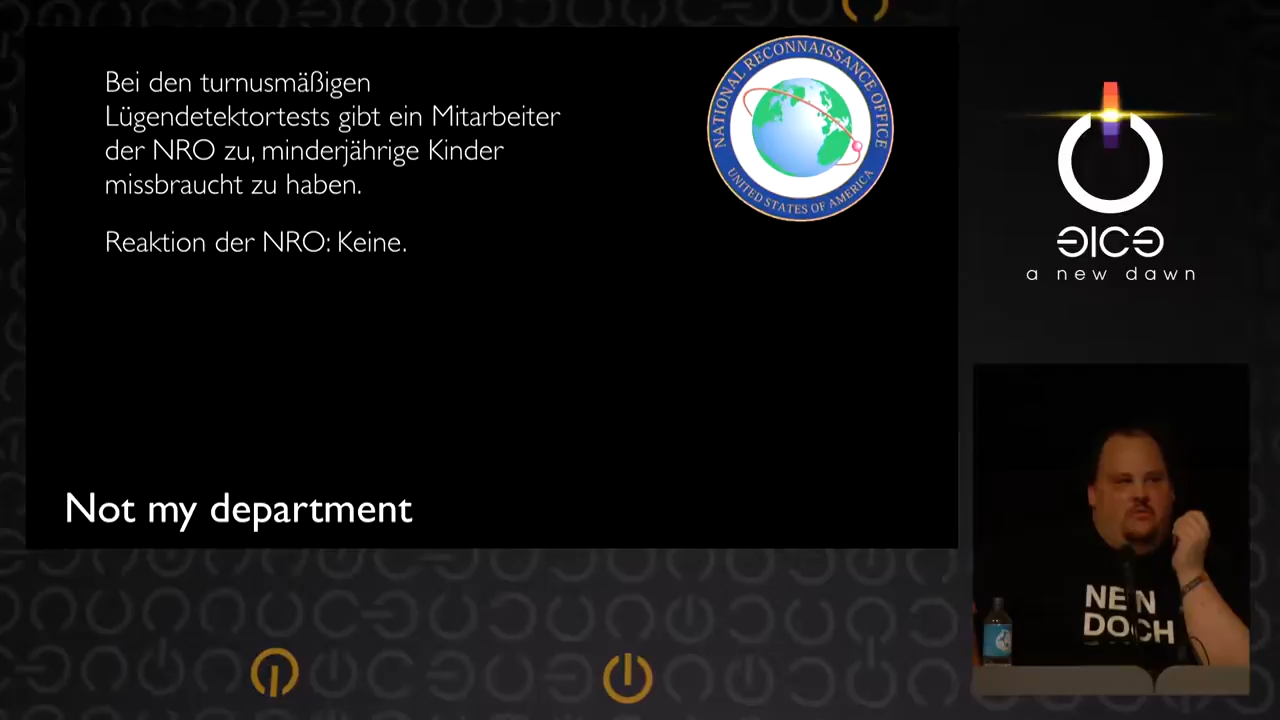 Bei den turnusmäßigen
Lügendetektortests gibt ein Mitarbeiter
der NRO zu, minderjährige Kinder
missbraucht zu haben.
Reaktion der NRO: Keine.
Not my department
NATIONAL RECONNAISSANCE OFFICE
UNITED STATES OF AMERICA
a new dawn
NEIN
DOCH